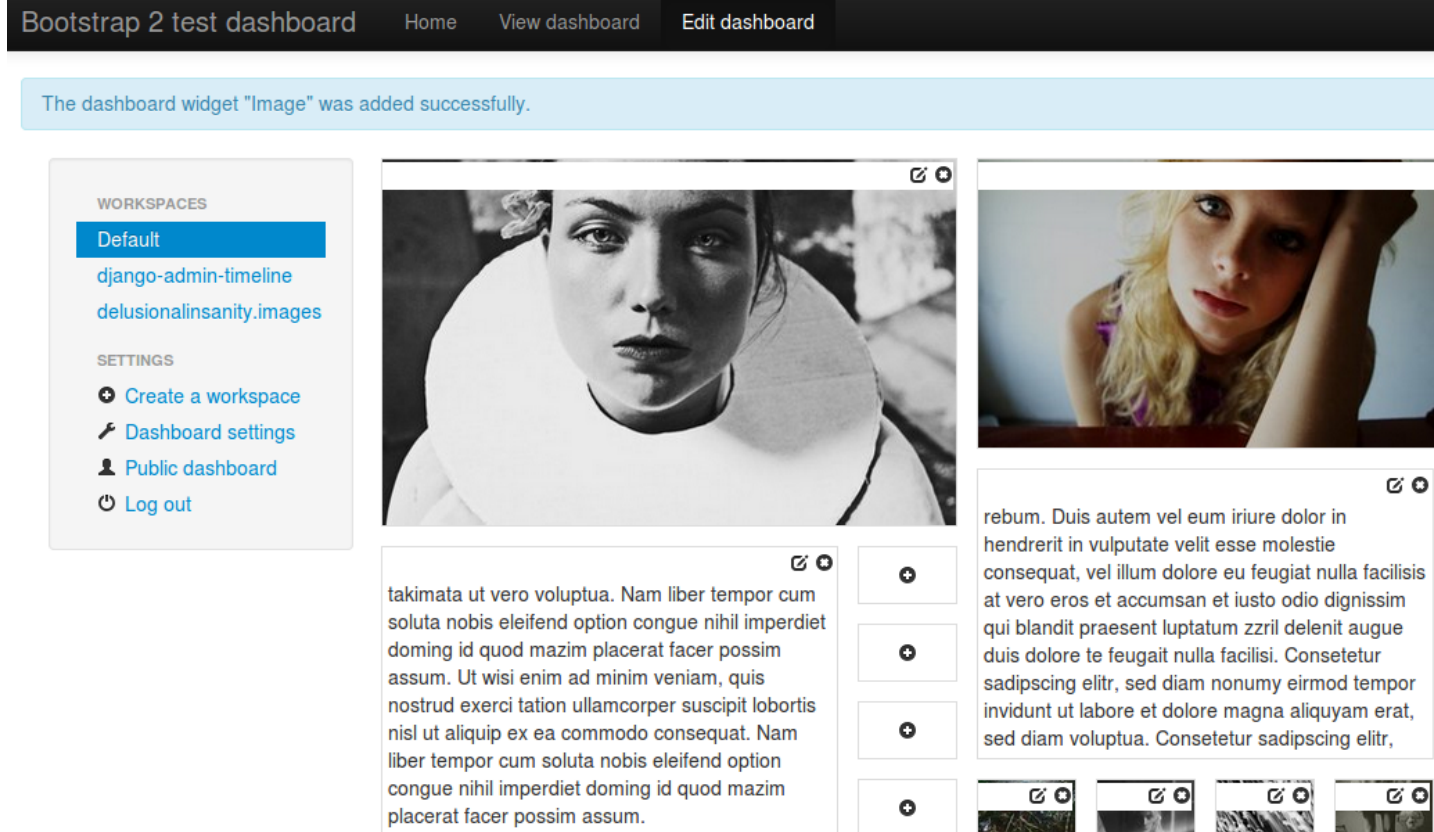 Bootstrap 2 test dashboard
Home
View dashboard
Edit dashboard
The dashboard widget "Image" was added successfully.
WORKSPACES
Default
django-admin-timeline
delusionalinsanity.images
SETTINGS
Create a workspace
Dashboard settings
Public dashboard
Log out
takimata ut vero voluptua. Nam liber tempor cum
soluta nobis eleifend option congue nihil imperdiet
doming id quod mazim placerat facer possim
assum. Ut wisi enim ad minim veniam, quis
nostrud exerci tation ullamcorper suscipit lobortis
nisl ut aliquip ex ea commodo consequat. Nam
liber tempor cum soluta nobis eleifend option
congue nihil imperdiet doming id quod mazim
placerat facer possim assum.
rebum. Duis autem vel eum iriure dolor in
hendrerit in vulputate velit esse molestie
consequat, vel illum dolore eu feugiat nulla facilisis
at vero eros et accumsan et iusto odio dignissim
qui blandit praesent luptatum zzril delenit augue
duis dolore te feugait nulla facilisi. Consetetur
sadipscing elitr, sed diam nonumy eirmod tempor
invidunt ut labore et dolore magna aliquyam erat,
sed diam voluptua. Consetetur sadipscing elitr,